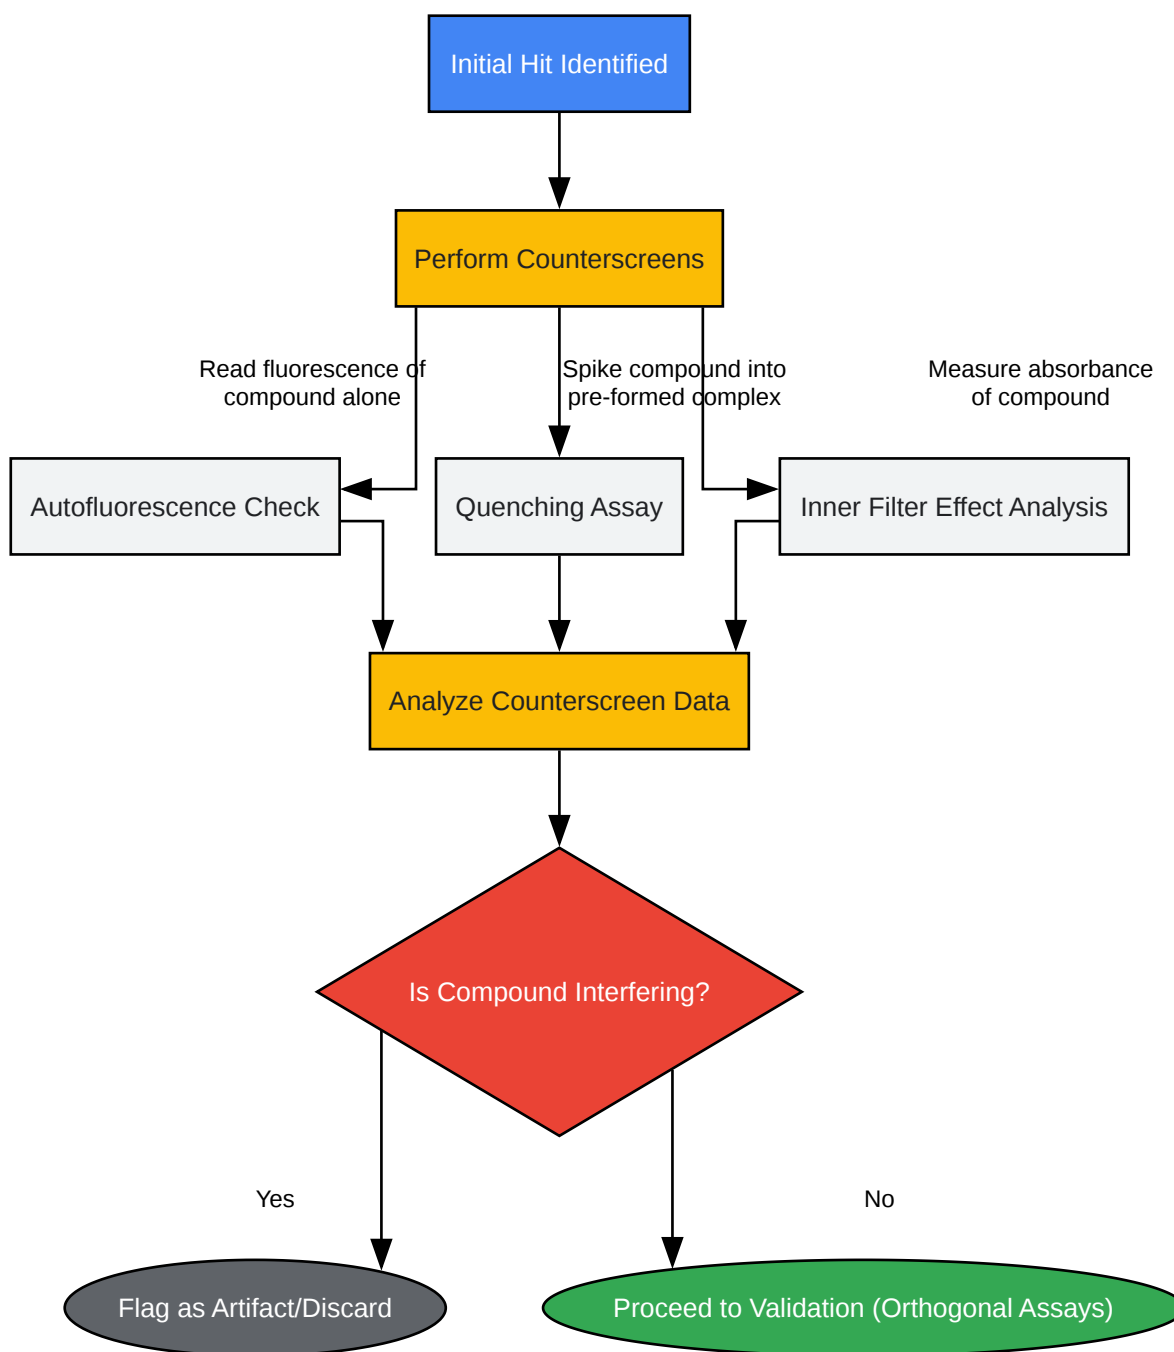 Initial Hit Identified
Perform Counterscreens
Read fluorescence of
compound alone
Spike compound into
pre-formed complex
Measure absorbance
of compound
Autofluorescence Check
Quenching Assay
Inner Filter Effect Analysis
Analyze Counterscreen Data
Is Compound Interfering?
Yes
No
Flag as Artifact/Discard
Proceed to Validation (Orthogonal Assays)